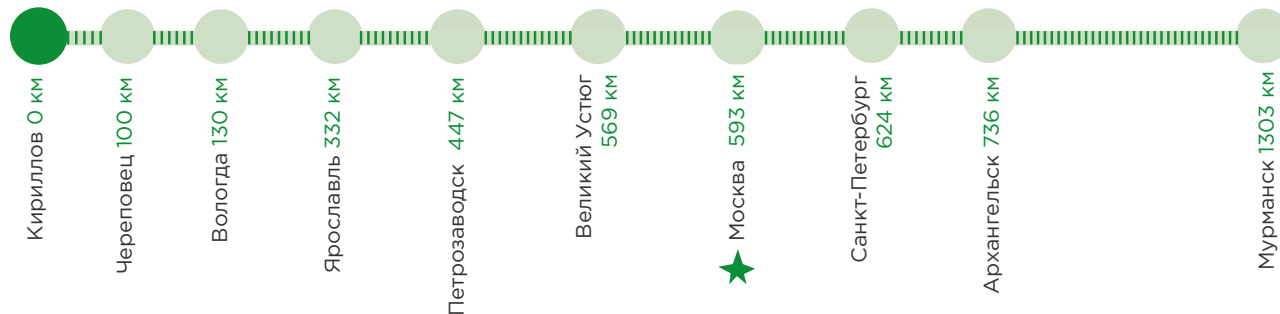 Кириллов 0 км
Череповец 100 км
Вологда 130 км
Ярославль 332 км
Петрозаводск 447 км
Великий Устюг
569 км
Москва 593 км
Санкт-Петербург
624 км
Архангельск 736 км
Мурманск 1303 км